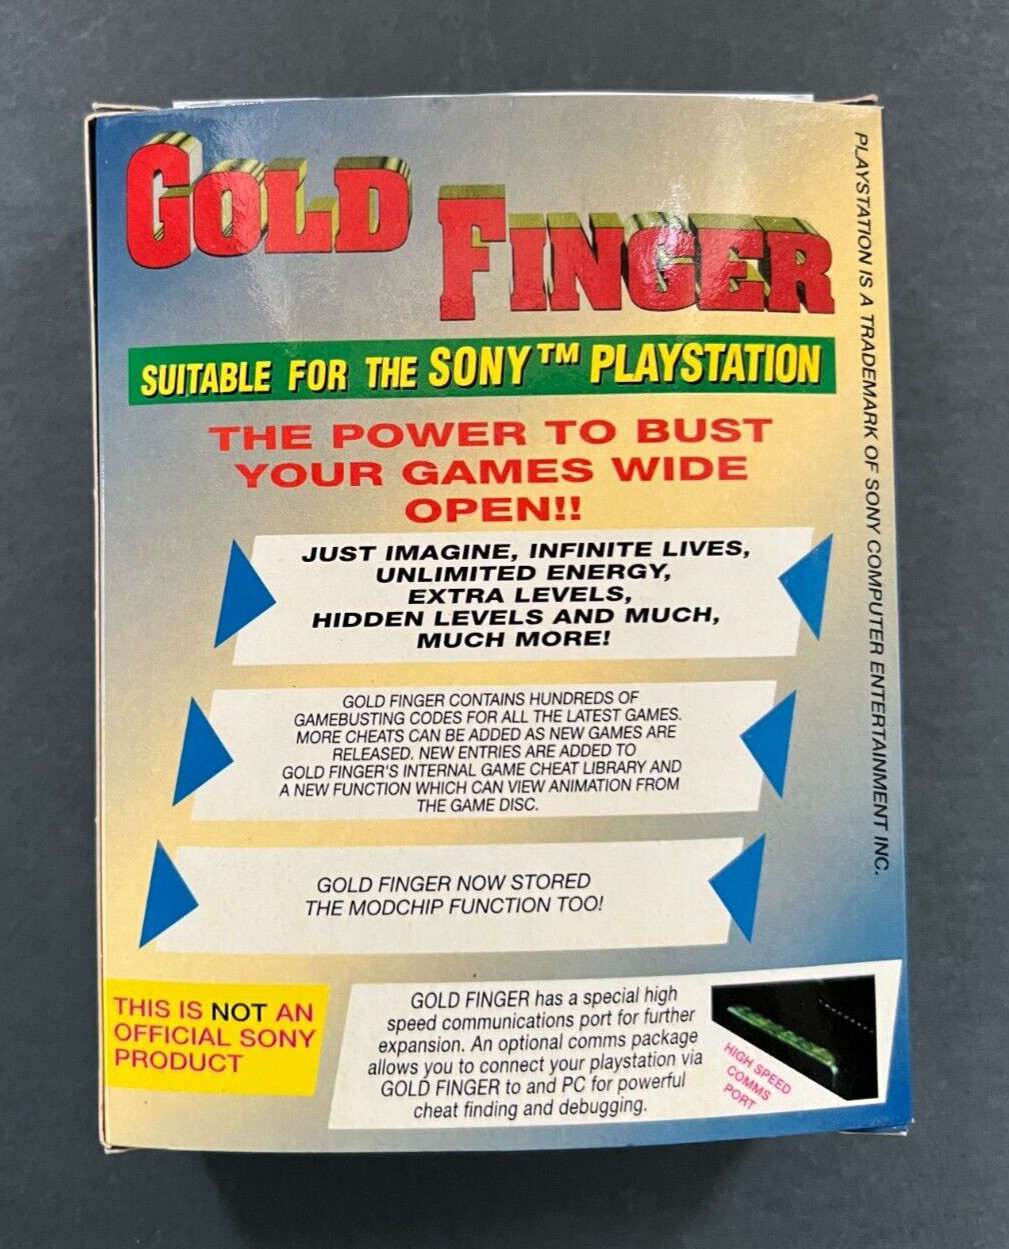 GOLD FINGER
SUITABLE FOR THE SONY™ PLAYSTATION
THE POWER TO BUST
YOUR GAMES WIDE
OPEN!!
JUST IMAGINE, INFINITE LIVES,
UNLIMITED ENERGY,
EXTRA LEVELS,
HIDDEN LEVELS AND MUCH,
MUCH MORE!
GOLD FINGER CONTAINS HUNDREDS OF
GAMEBUSTING CODES FOR ALL THE LATEST GAMES.
MORE CHEATS CAN BE ADDED AS NEW GAMES ARE
RELEASED. NEW ENTRIES ARE ADDED TO
GOLD FINGER'S INTERNAL GAME CHEAT LIBRARY AND
A NEW FUNCTION WHICH CAN VIEW ANIMATION FROM
THE GAME DISC.
GOLD FINGER NOW STORED
THE MODCHIP FUNCTION TOO!
THIS IS NOT AN
OFFICIAL SONY
PRODUCT
GOLD FINGER has a special high
speed communications port for further
expansion. An optional comms package
allows you to connect your playstation via
GOLD FINGER to and PC for powerful
cheat finding and debugging.
HIGH SPEED
COMMS
PORT
PLAYSTATION IS A TRADEMARK OF SONY COMPUTER ENTERTAINMENT INC.